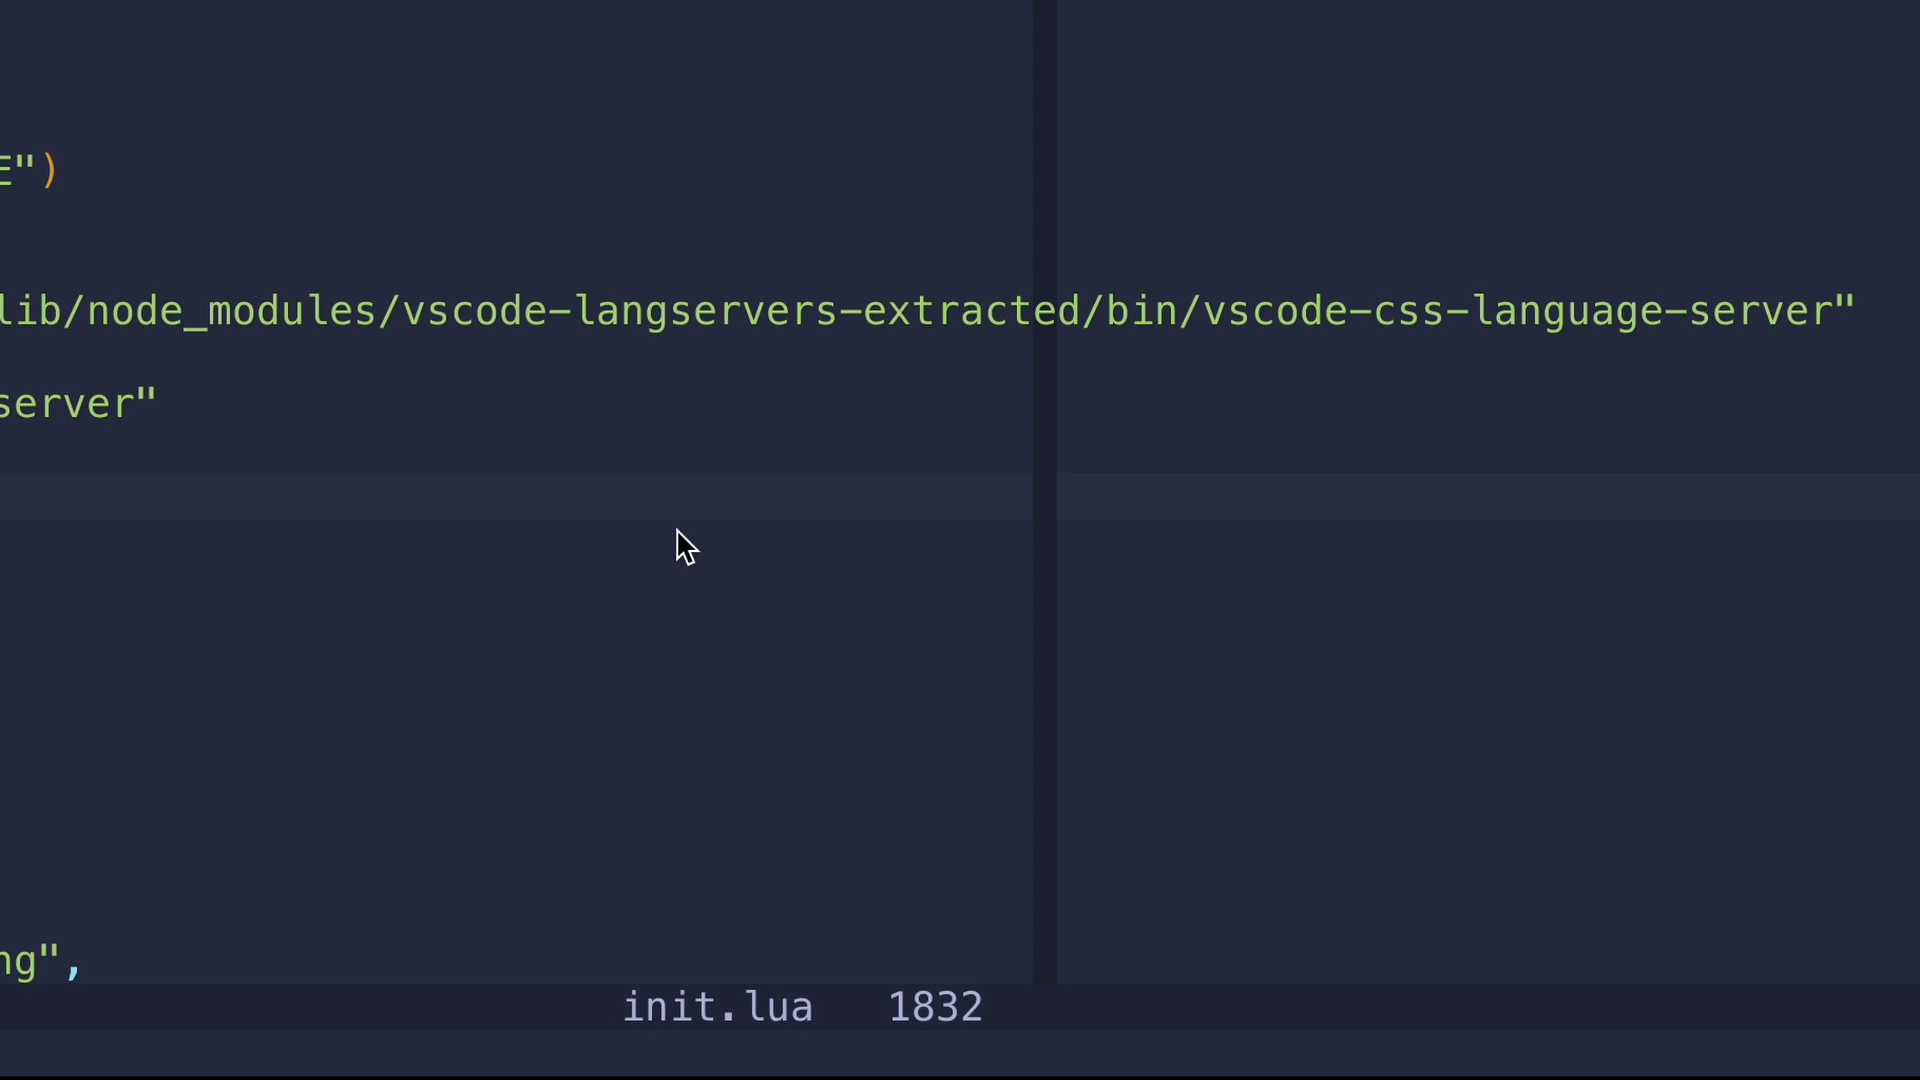 E")
lib/node_modules/vscode-langservers-extracted/bin/vscode-css-language-server"
server"
ng",
init.lua 1832